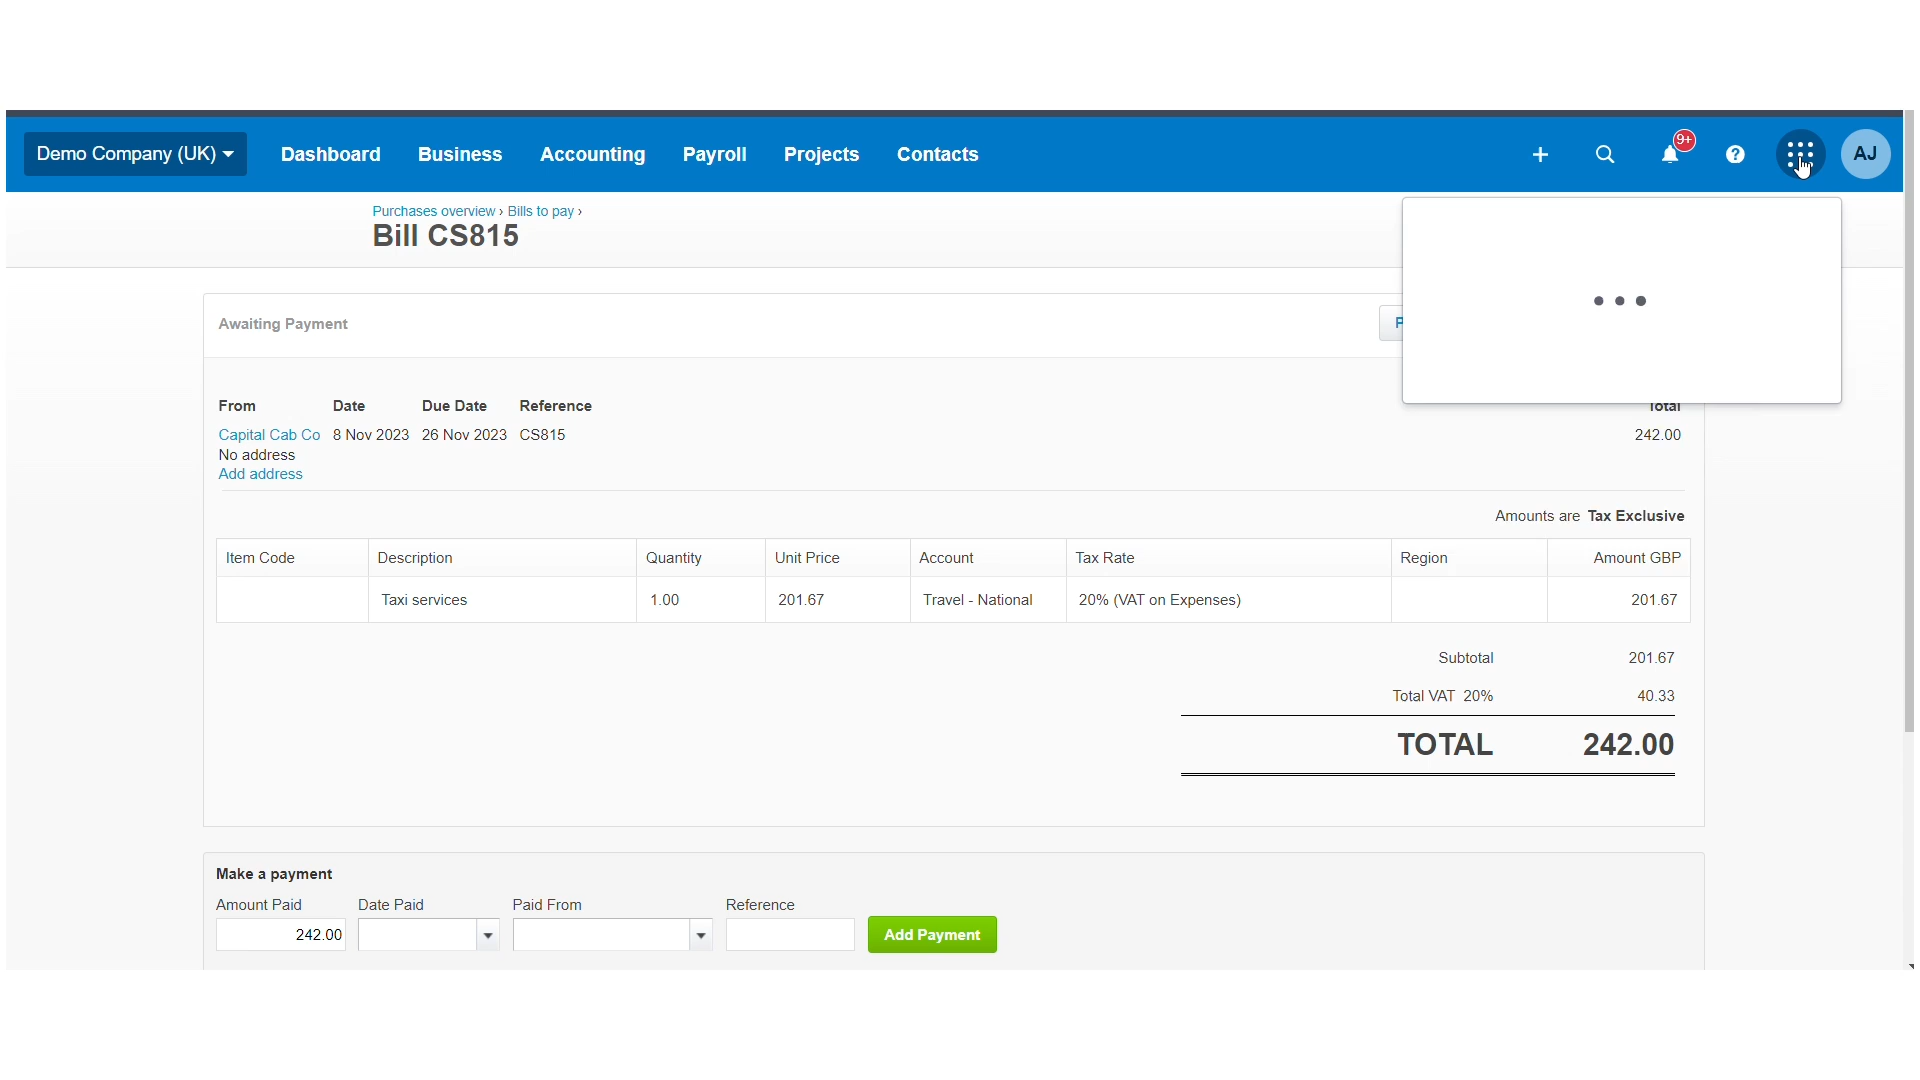 Demo Company (UK) Dashboard Business Accounting Payroll Projects Contacts 9+ AJ
Purchases overview › Bills to pay ›
Bill CS815
Awaiting Payment
From Date Due Date Reference Total
Capital Cab Co 8 Nov 2023 26 Nov 2023 CS815 242.00
No address
Add address
Amounts are Tax Exclusive
Item Code Description Quantity Unit Price Account Tax Rate Region Amount GBP
Taxi services 1.00 201.67 Travel - National 20% (VAT on Expenses) 201.67
Subtotal 201.67
Total VAT 20% 40.33
TOTAL 242.00
Make a payment
Amount Paid Date Paid Paid From Reference
242.00 Add Payment